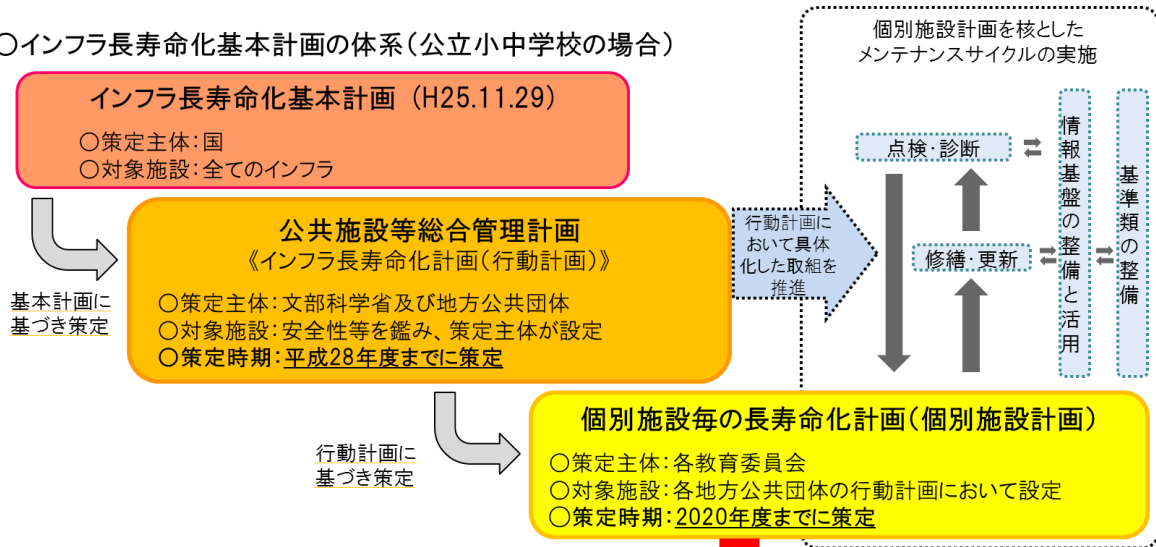 〇インフラ長寿命化基本計画の体系(公立小中学校の場合)
インフラ長寿命化基本計画 (H25.11.29)
〇策定主体:国
〇対象施設:全てのインフラ
基本計画に
基づき策定
公共施設等総合管理計画
《インフラ長寿命化計画(行動計画)》
〇策定主体:文部科学省及び地方公共団体
〇対象施設:安全性等を鑑み、策定主体が設定
〇策定時期:平成28年度までに策定
行動計画に
おいて具体
化した取組を
推進
行動計画に
基づき策定
個別施設毎の長寿命化計画(個別施設計画)
〇策定主体:各教育委員会
〇対象施設:各地方公共団体の行動計画において設定
〇策定時期:2020年度までに策定
個別施設計画を核とした
メンテナンスサイクルの実施
点検・診断
修繕・更新
情報基盤の整備と活用
基準類の整備